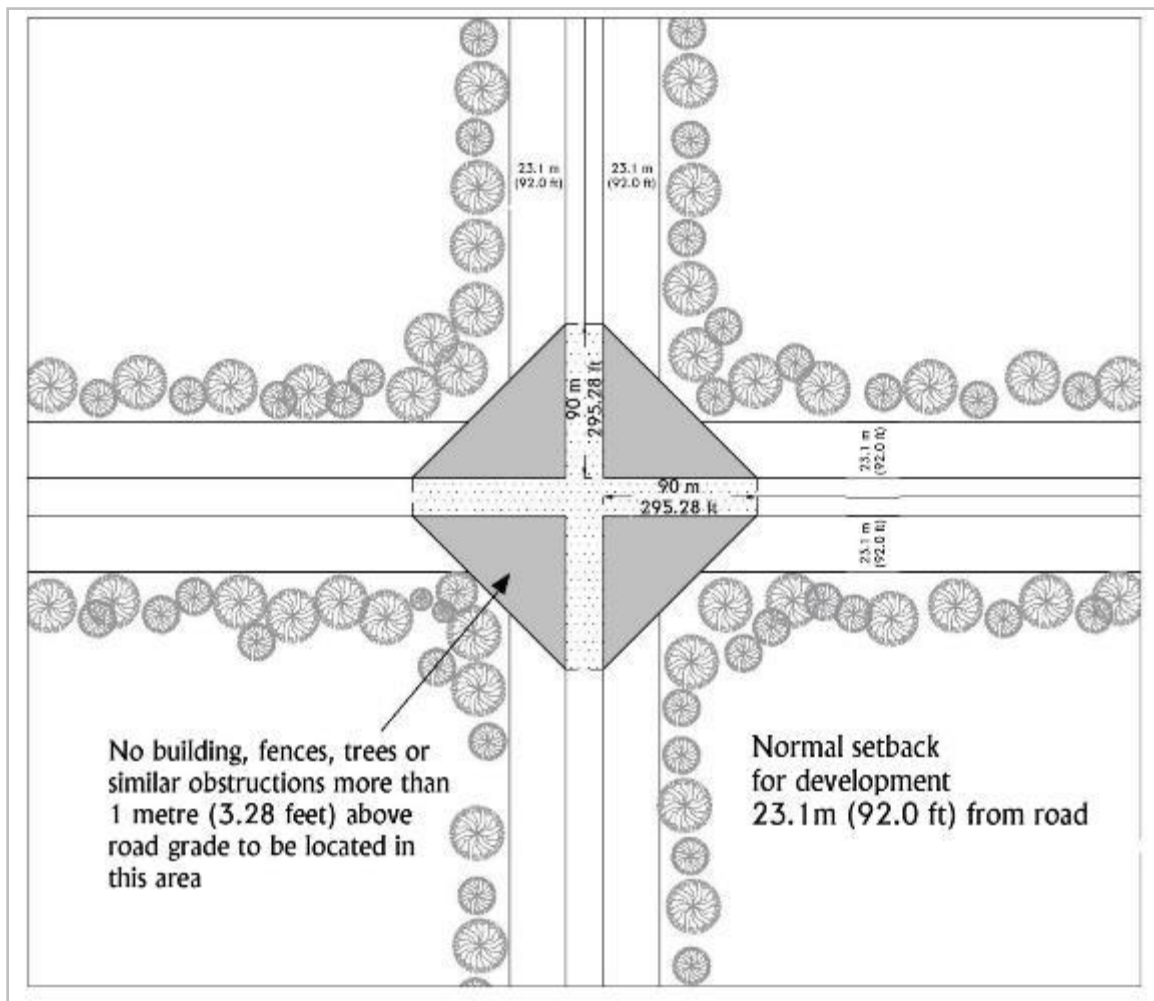 23.1 m
(92.0 ft)
23.1 m
(92.0 ft)
90 m
295.28 ft
23.1 m
(92.0 ft)
90 m
295.28 ft
23.1 m
(92.0 ft)
No building, fences, trees or
similar obstructions more than
1 metre (3.28 feet) above
road grade to be located in
this area
Normal setback
for development
23.1m (92.0 ft) from road